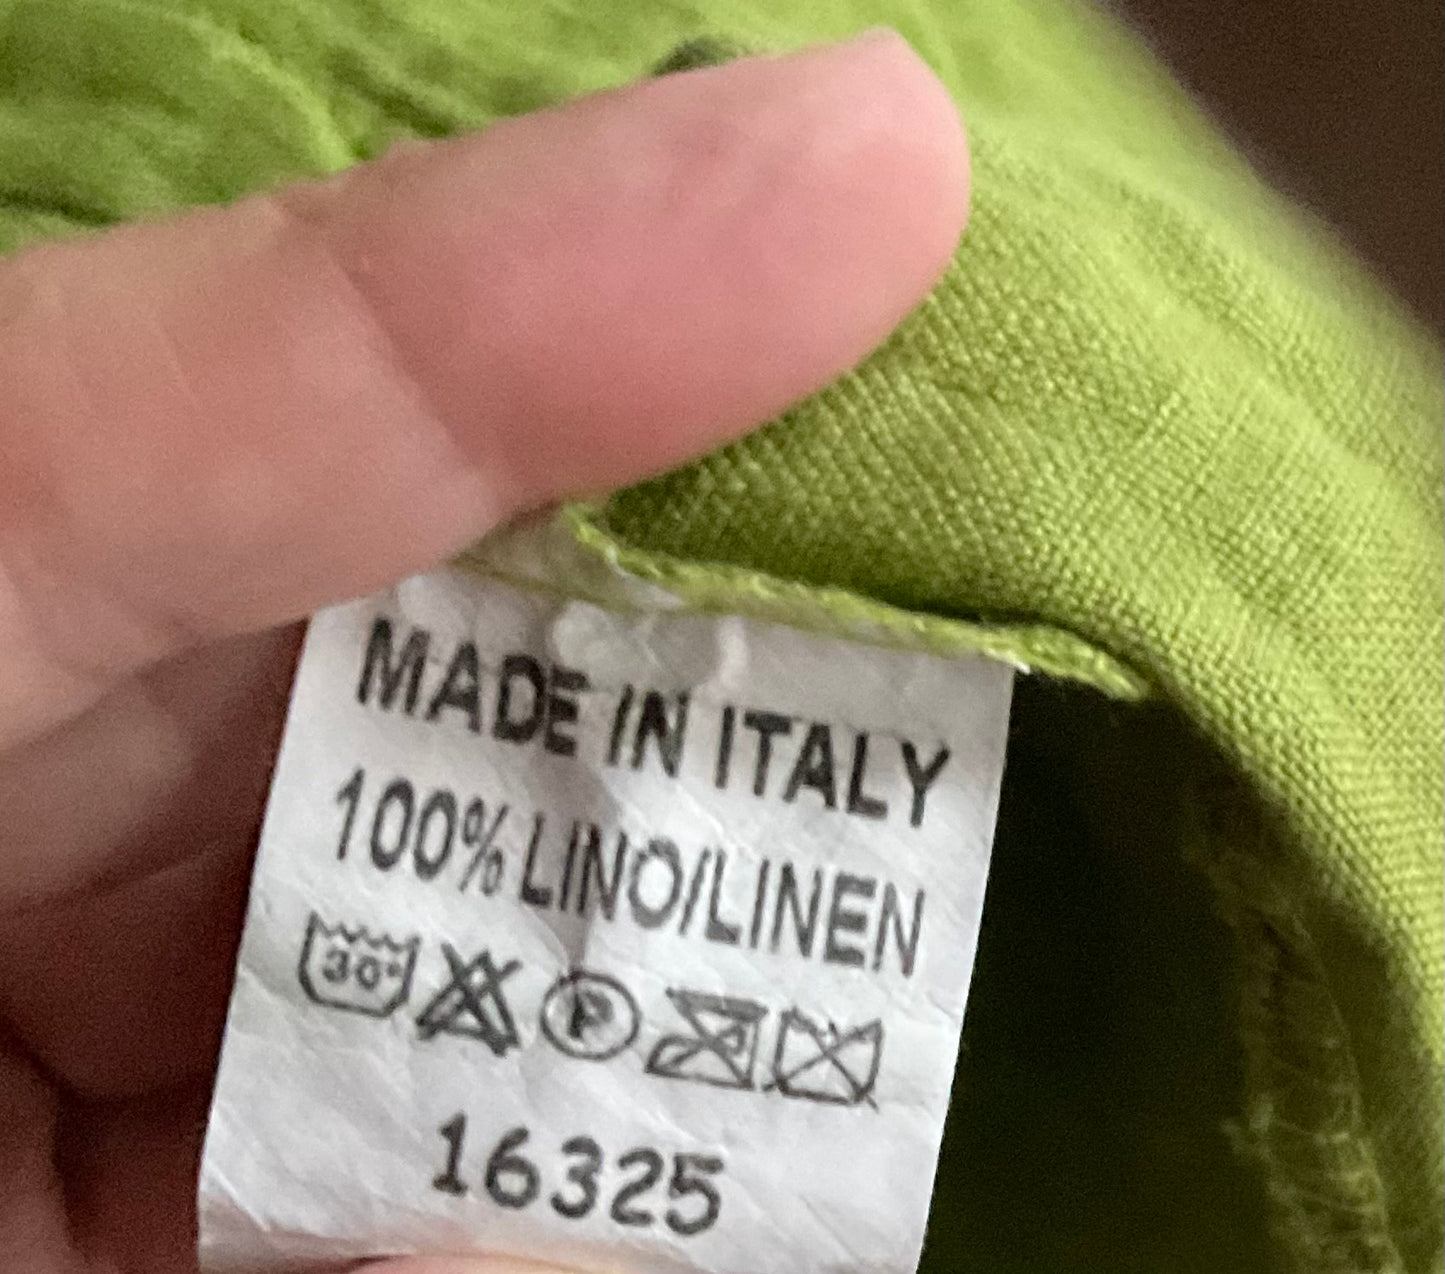 MADE IN ITALY
100% LINO/LINEN
30° P
16325